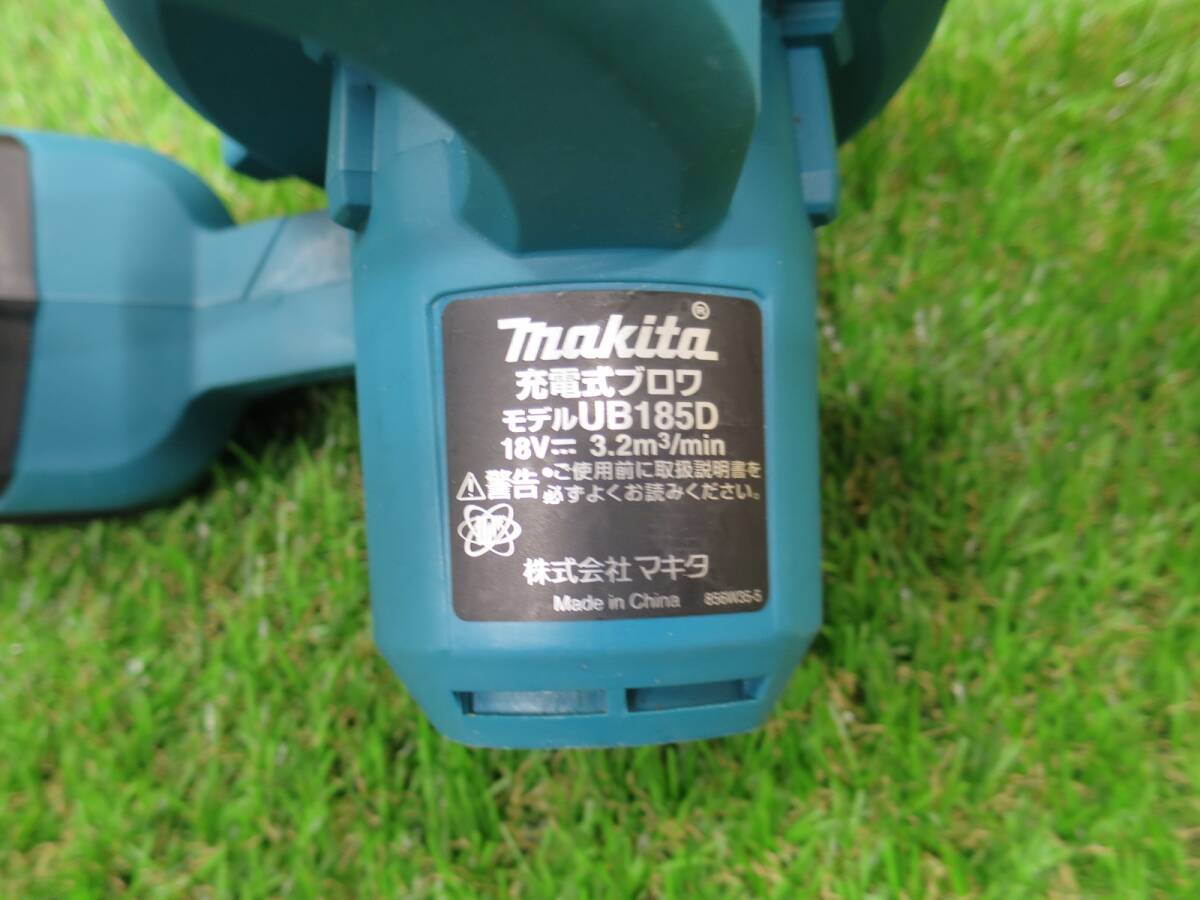 makita®
充電式ブロワ
モデルUB185D
18V⎓ 3.2m³/min
⚠警告 •ご使用前に取扱説明書を
必ずよくお読みください。
株式会社マキタ
Made in China 856W35-5